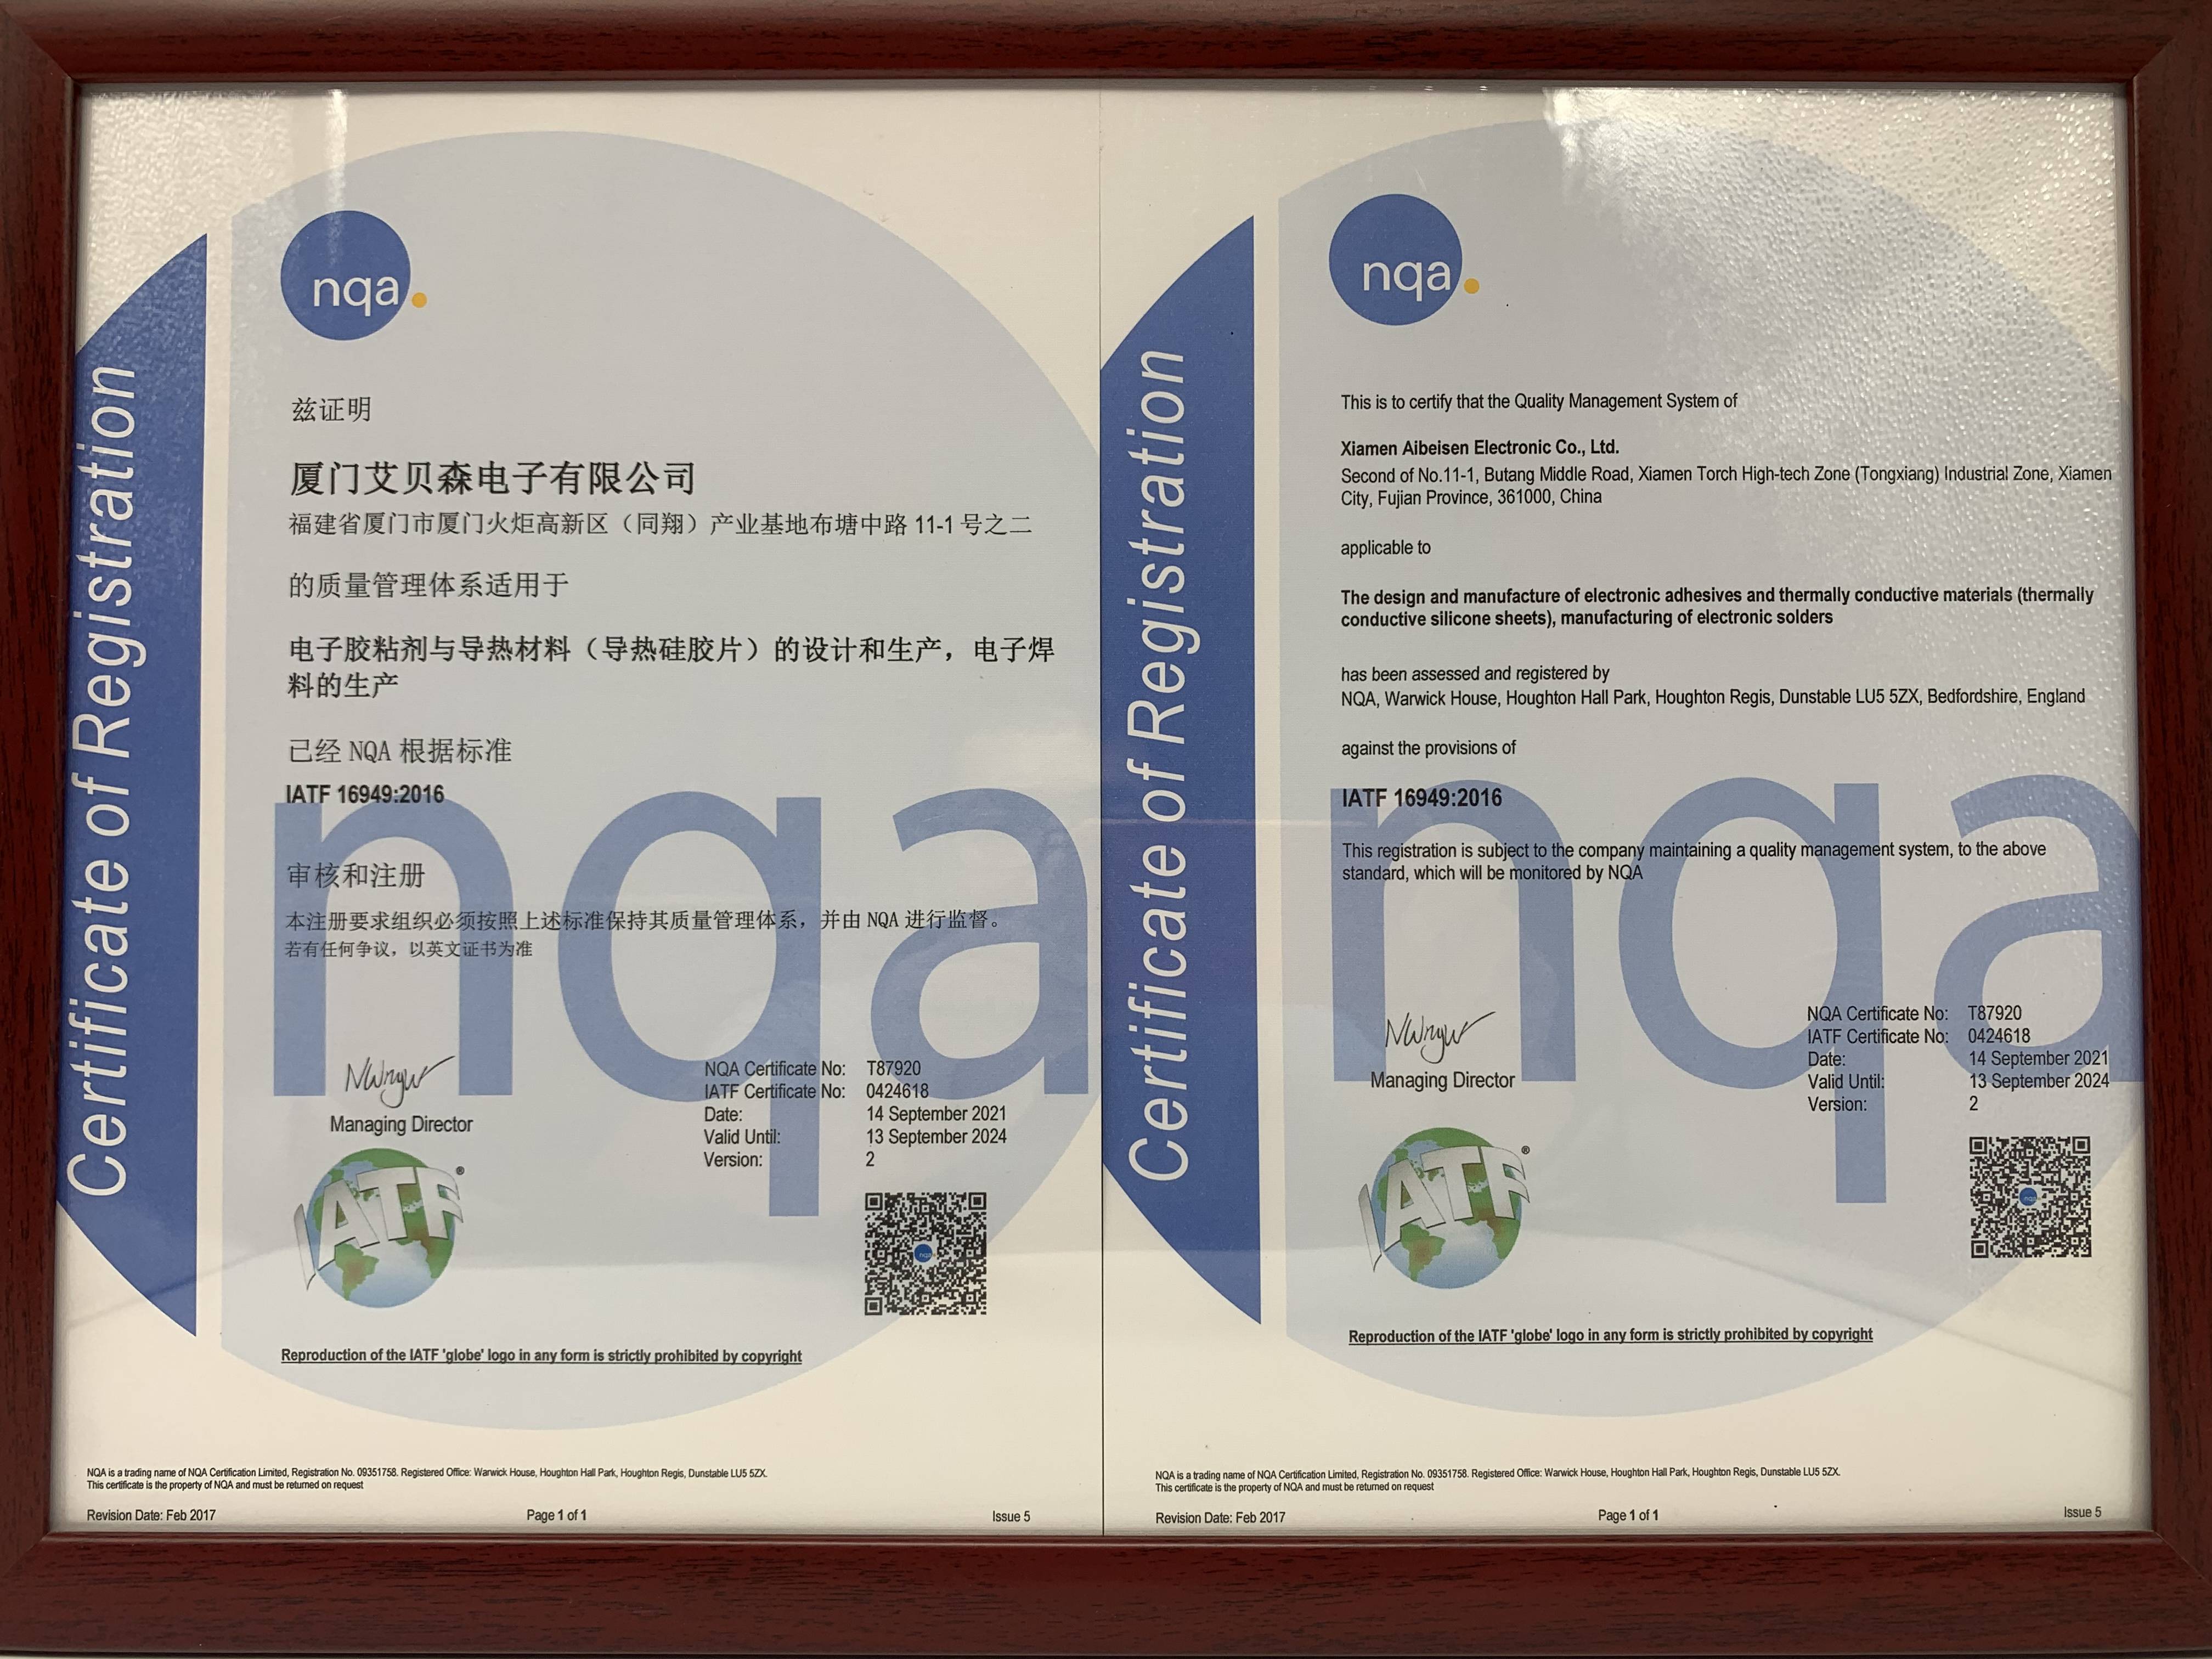 Certificate of Registration
nqa.
兹证明
厦门艾贝森电子有限公司
福建省厦门市厦门火炬高新区（同翔）产业基地布塘中路 11-1 号之二
的质量管理体系适用于
电子胶粘剂与导热材料（导热硅胶片）的设计和生产，电子焊
料的生产
已经 NQA 根据标准
IATF 16949:2016
审核和注册
本注册要求组织必须按照上述标准保持其质量管理体系，并由 NQA 进行监督。
若有任何争议，以英文证书为准
nqa
Managing Director
NQA Certificate No: T87920
IATF Certificate No: 0424618
Date: 14 September 2021
Valid Until: 13 September 2024
Version: 2
IATF®
nqa
Reproduction of the IATF 'globe' logo in any form is strictly prohibited by copyright
NQA is a trading name of NQA Certification Limited, Registration No. 09351758. Registered Office: Warwick House, Houghton Hall Park, Houghton Regis, Dunstable LU5 5ZX.
This certificate is the property of NQA and must be returned on request
Revision Date: Feb 2017 Page 1 of 1 Issue 5
Certificate of Registration
nqa.
This is to certify that the Quality Management System of
Xiamen Aibeisen Electronic Co., Ltd.
Second of No.11-1, Butang Middle Road, Xiamen Torch High-tech Zone (Tongxiang) Industrial Zone, Xiamen
City, Fujian Province, 361000, China
applicable to
The design and manufacture of electronic adhesives and thermally conductive materials (thermally
conductive silicone sheets), manufacturing of electronic solders
has been assessed and registered by
NQA, Warwick House, Houghton Hall Park, Houghton Regis, Dunstable LU5 5ZX, Bedfordshire, England
against the provisions of
IATF 16949:2016
This registration is subject to the company maintaining a quality management system, to the above
standard, which will be monitored by NQA
nqa
Managing Director
NQA Certificate No: T87920
IATF Certificate No: 0424618
Date: 14 September 2021
Valid Until: 13 September 2024
Version: 2
IATF®
nqa
Reproduction of the IATF 'globe' logo in any form is strictly prohibited by copyright
NQA is a trading name of NQA Certification Limited, Registration No. 09351758. Registered Office: Warwick House, Houghton Hall Park, Houghton Regis, Dunstable LU5 5ZX.
This certificate is the property of NQA and must be returned on request
Revision Date: Feb 2017 Page 1 of 1 Issue 5